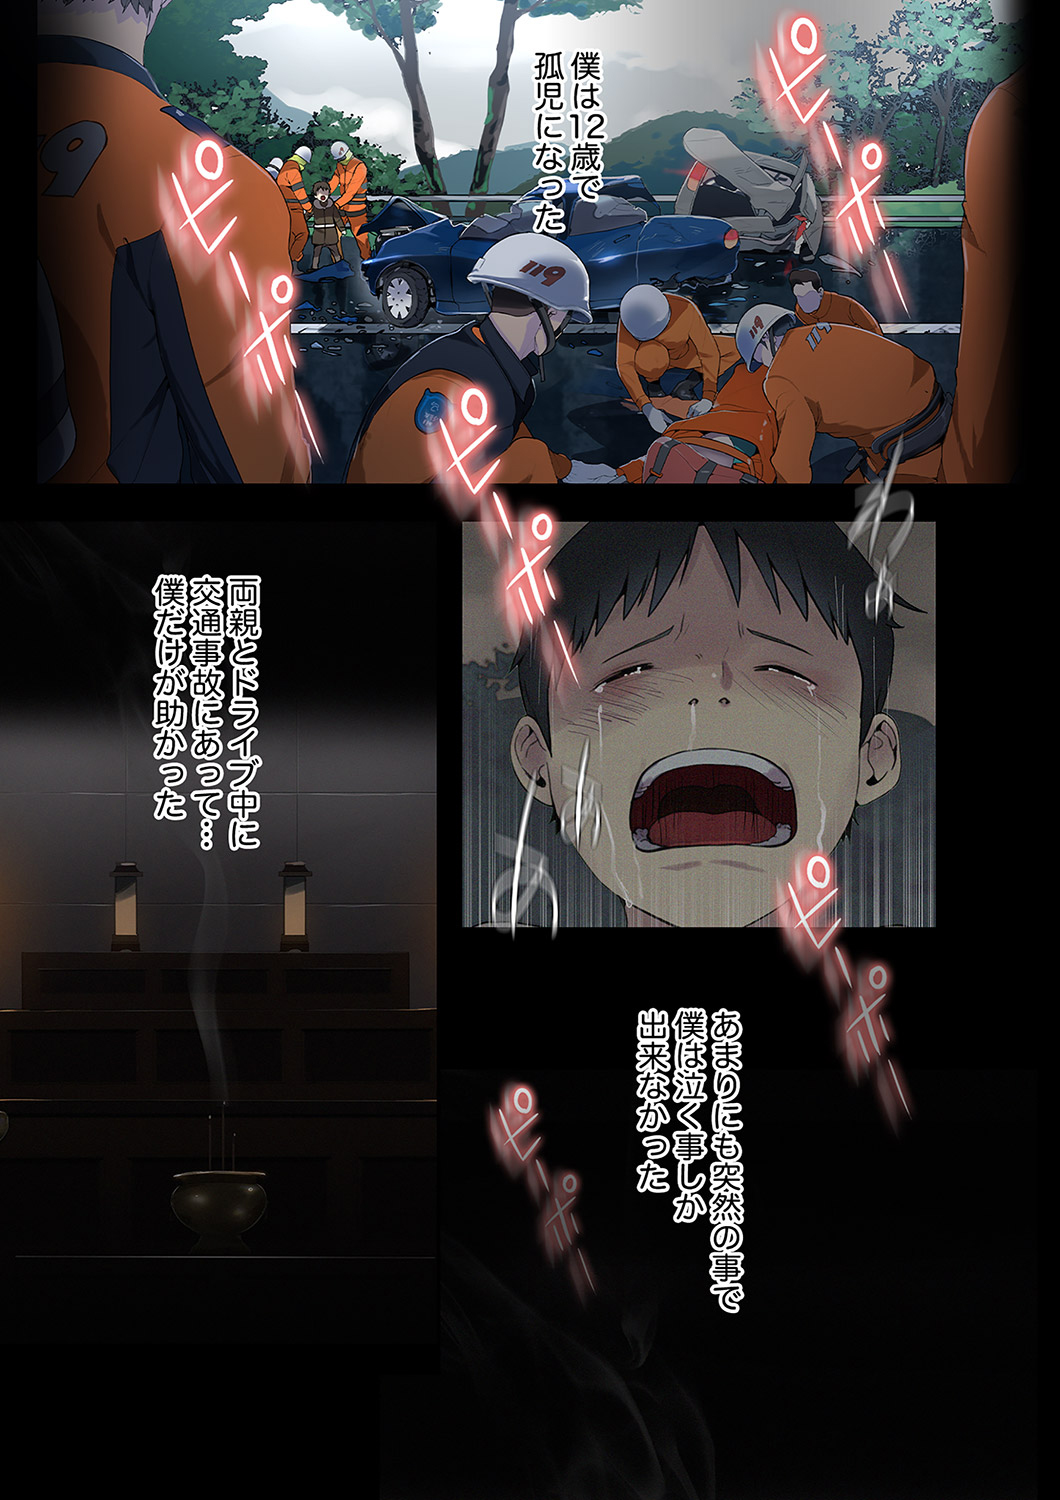 僕は12歳で
孤児になった
ピーポー
ピーポー
ピーポー
119
119
119
119
わぁ
ああ
あまりにも突然の事で
僕は泣く事しか
出来なかった
ピーポー
ピーポー
両親とドライブ中に
交通事故にあって…
僕だけが助かった